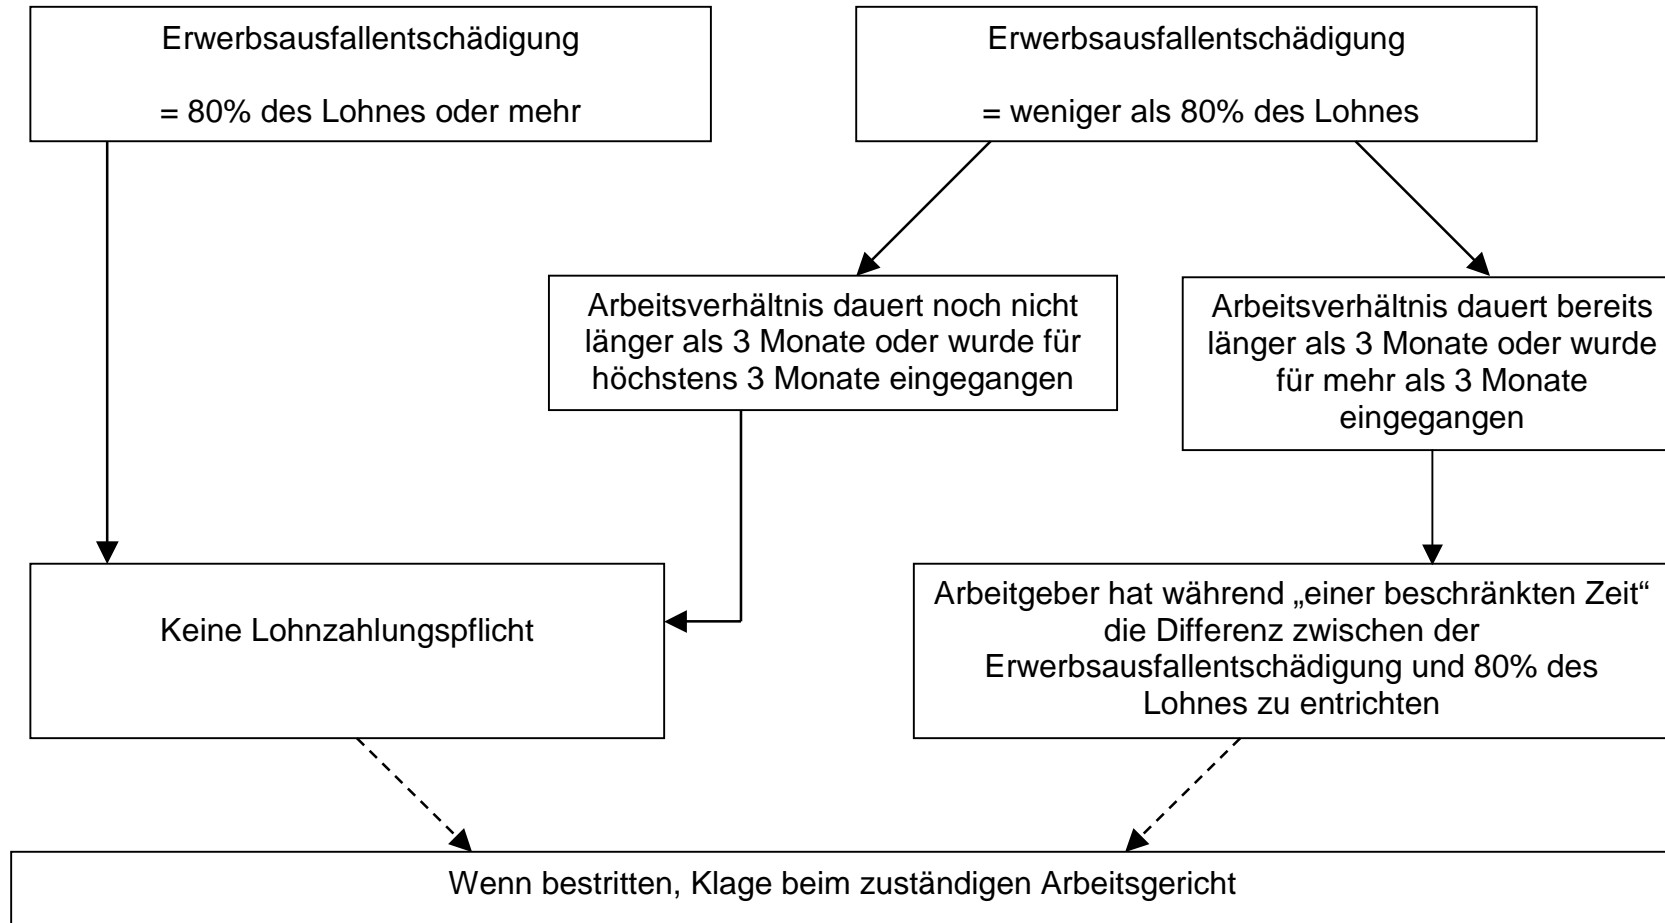 Erwerbsausfallentschädigung
= 80% des Lohnes oder mehr
Erwerbsausfallentschädigung
= weniger als 80% des Lohnes
Arbeitsverhältnis dauert noch nicht
länger als 3 Monate oder wurde für
höchstens 3 Monate eingegangen
Arbeitsverhältnis dauert bereits
länger als 3 Monate oder wurde
für mehr als 3 Monate
eingegangen
Keine Lohnzahlungspflicht
Arbeitgeber hat während „einer beschränkten Zeit“
die Differenz zwischen der
Erwerbsausfallentschädigung und 80% des
Lohnes zu entrichten
Wenn bestritten, Klage beim zuständigen Arbeitsgericht